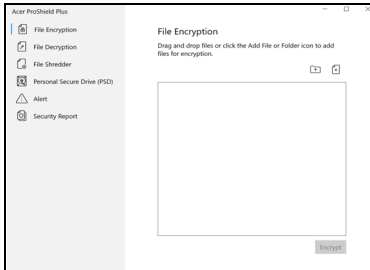 Acer ProShield Plus
File Encryption
File Decryption
File Shredder
Personal Secure Drive (PSD)
Alert
Security Report
File Encryption
Drag and drop files or click the Add File or Folder icon to add
files for encryption.
Encrypt